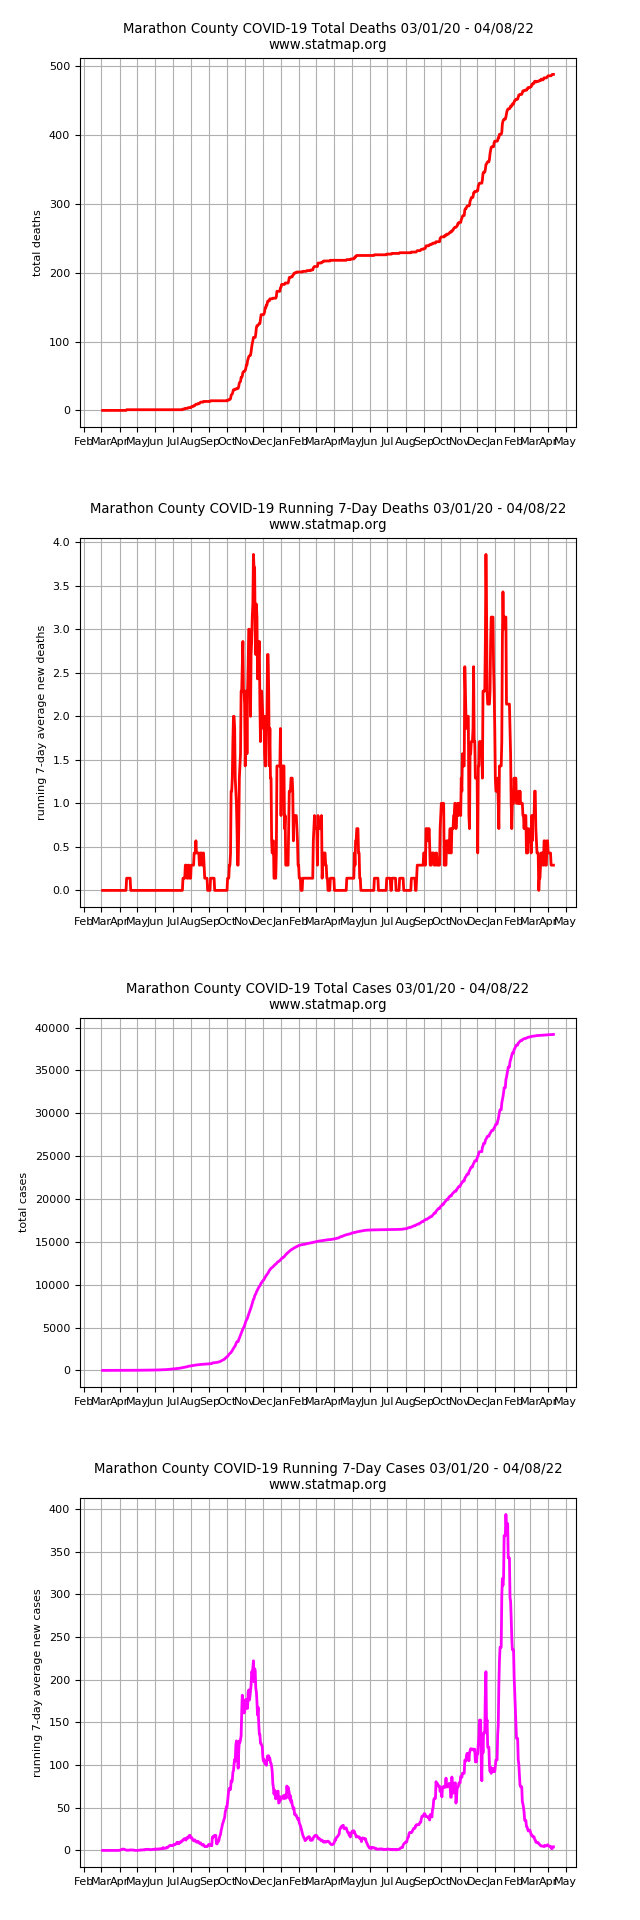 Marathon County COVID-19 Total Deaths 03/01/20 - 04/08/22
www.statmap.org
500
400
300
200
100
0
total deaths
Feb Mar Apr May Jun Jul Aug Sep Oct Nov Dec Jan Feb Mar Apr May Jun Jul Aug Sep Oct Nov Dec Jan Feb Mar Apr May
Marathon County COVID-19 Running 7-Day Deaths 03/01/20 - 04/08/22
www.statmap.org
4.0
3.5
3.0
2.5
2.0
1.5
1.0
0.5
0.0
running 7-day average new deaths
Feb Mar Apr May Jun Jul Aug Sep Oct Nov Dec Jan Feb Mar Apr May Jun Jul Aug Sep Oct Nov Dec Jan Feb Mar Apr May
Marathon County COVID-19 Total Cases 03/01/20 - 04/08/22
www.statmap.org
40000
35000
30000
25000
20000
15000
10000
5000
0
total cases
Feb Mar Apr May Jun Jul Aug Sep Oct Nov Dec Jan Feb Mar Apr May Jun Jul Aug Sep Oct Nov Dec Jan Feb Mar Apr May
Marathon County COVID-19 Running 7-Day Cases 03/01/20 - 04/08/22
www.statmap.org
400
350
300
250
200
150
100
50
0
running 7-day average new cases
Feb Mar Apr May Jun Jul Aug Sep Oct Nov Dec Jan Feb Mar Apr May Jun Jul Aug Sep Oct Nov Dec Jan Feb Mar Apr May